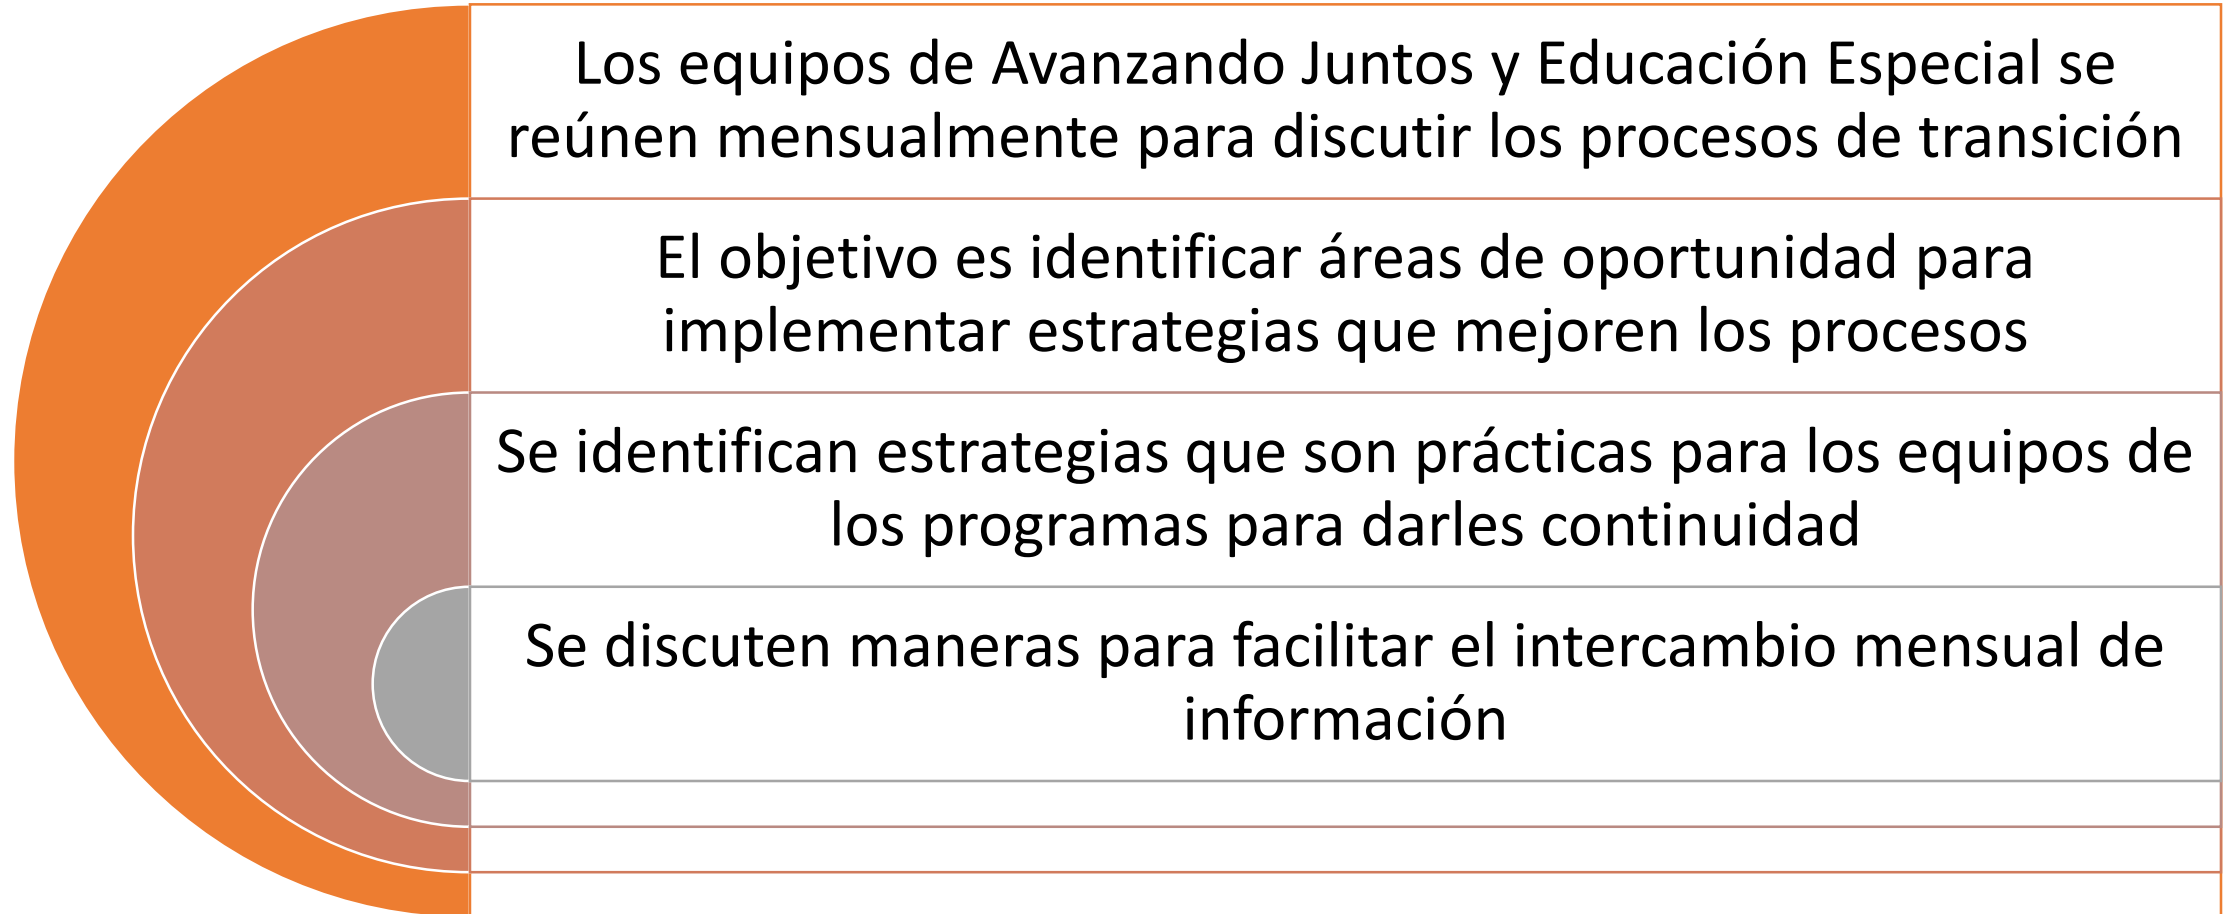 Los equipos de Avanzando Juntos y Educación Especial se
reúnen mensualmente para discutir los procesos de transición
El objetivo es identificar áreas de oportunidad para
implementar estrategias que mejoren los procesos
Se identifican estrategias que son prácticas para los equipos de
los programas para darles continuidad
Se discuten maneras para facilitar el intercambio mensual de
información